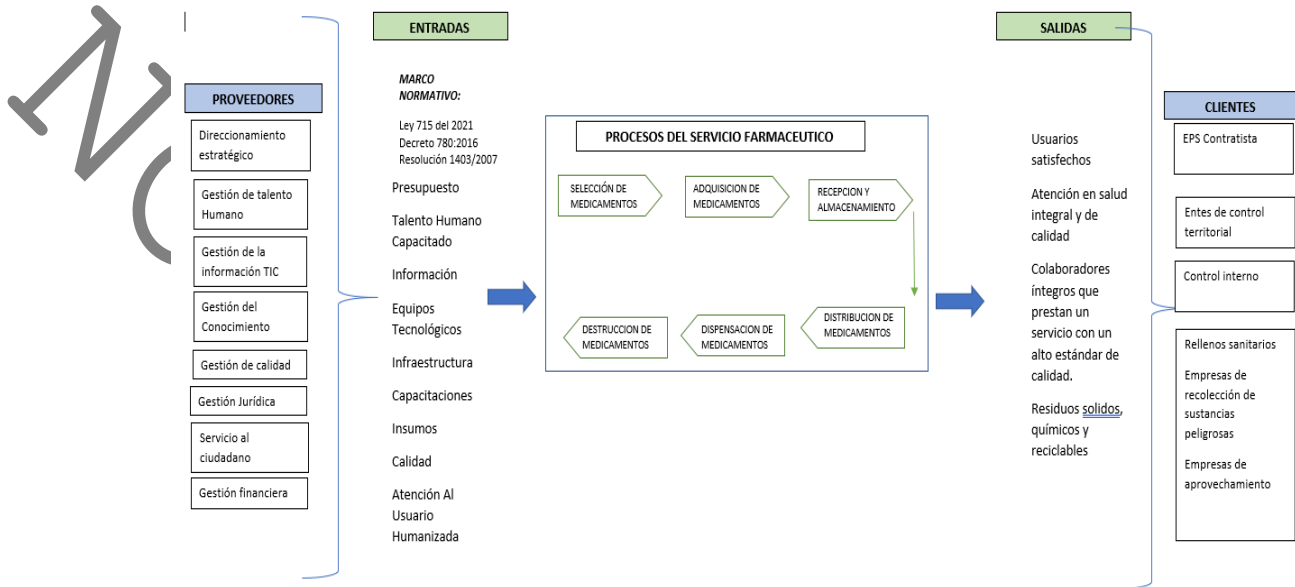 NO
PROVEEDORES
Direccionamiento
estratégico
Gestión de talento
Humano
Gestión de la
información TIC
Gestión del
Conocimiento
Gestión de calidad
Gestión Jurídica
Servicio al
ciudadano
Gestión financiera
ENTRADAS
MARCO
NORMATIVO:
Ley 715 del 2021
Decreto 780:2016
Resolución 1403/2007
Presupuesto
Talento Humano
Capacitado
Información
Equipos
Tecnológicos
Infraestructura
Capacitaciones
Insumos
Calidad
Atención Al
Usuario
Humanizada
PROCESOS DEL SERVICIO FARMACEUTICO
SELECCIÓN DE
MEDICAMENTOS
ADQUISICION DE
MEDICAMENTOS
RECEPCION Y
ALMACENAMIENTO
DISTRIBUCION DE
MEDICAMENTOS
DISPENSACION DE
MEDICAMENTOS
DESTRUCCION DE
MEDICAMENTOS
SALIDAS
Usuarios
satisfechos
Atención en salud
integral y de
calidad
Colaboradores
íntegros que
prestan un
servicio con un
alto estándar de
calidad.
Residuos solidos,
químicos y
reciclables
CLIENTES
EPS Contratista
Entes de control
territorial
Control interno
Rellenos sanitarios
Empresas de
recolección de
sustancias
peligrosas
Empresas de
aprovechamiento